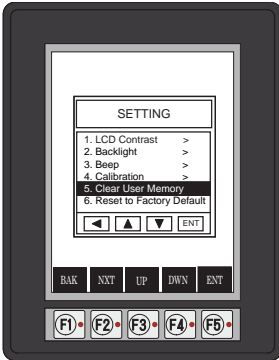 SETTING
1. LCD Contrast >
2. Backlight >
3. Beep >
4. Calibration >
5. Clear User Memory
6. Reset to Factory Default
ENT
BAK NXT UP DWN ENT
F1 F2 F3 F4 F5